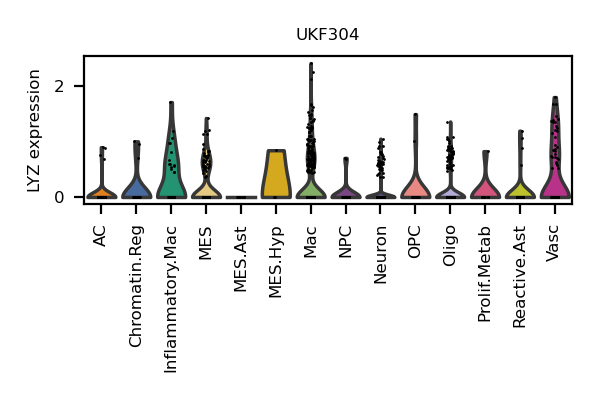 UKF304
LYZ expression
2
0
AC
Chromatin.Reg
Inflammatory.Mac
MES
MES.Ast
MES.Hyp
Mac
NPC
Neuron
OPC
Oligo
Prolif.Metab
Reactive.Ast
Vasc